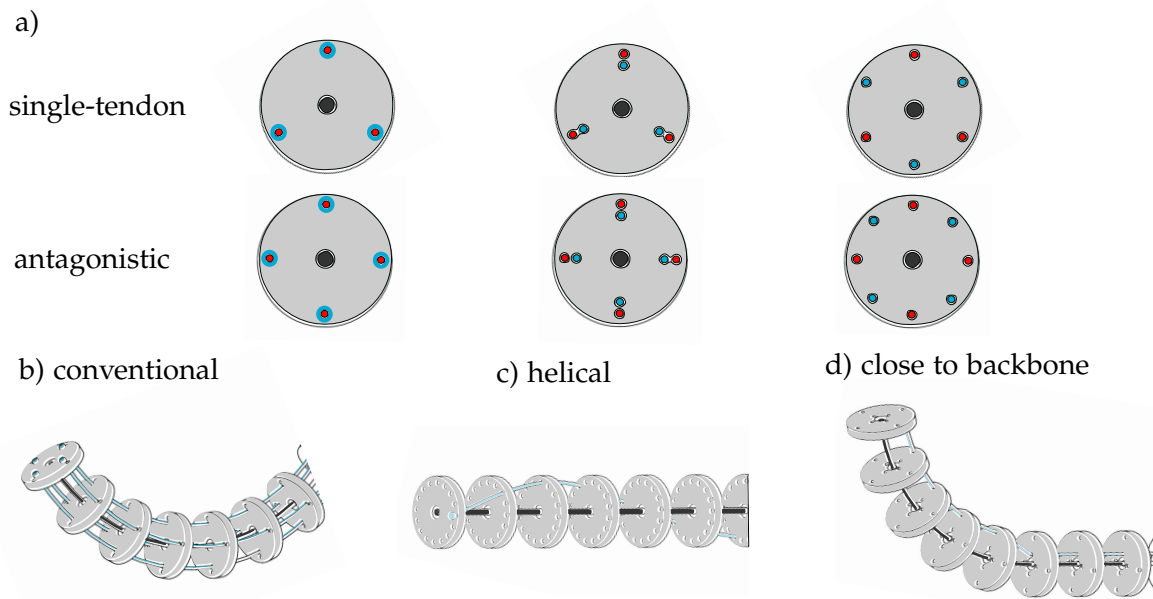 a)
single-tendon
antagonistic
b) conventional
c) helical
d) close to backbone